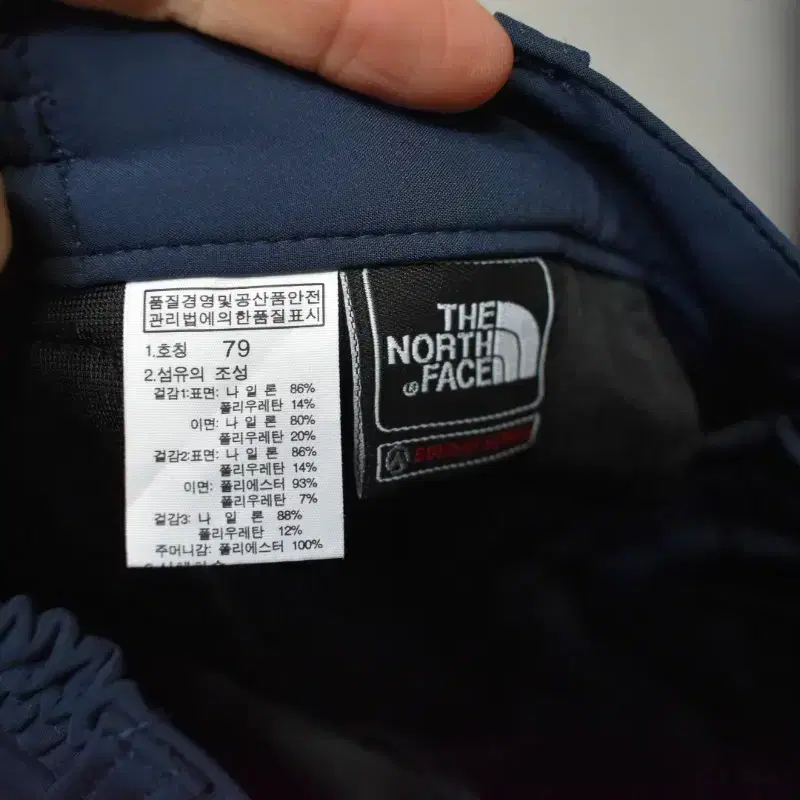 품질경영및공산품안전
관리법에의한품질표시
1.호칭 79
2.섬유의 조성
겉감1:표면: 나 일 론 86%
폴리우레탄 14%
이면: 나 일 론 80%
폴리우레탄 20%
겉감2:표면: 나 일 론 86%
폴리우레탄 14%
이면: 폴리에스터 93%
폴리우레탄 7%
겉감3: 나 일 론 88%
폴리우레탄 12%
주머니감: 폴리에스터 100%
THE
NORTH
FACE